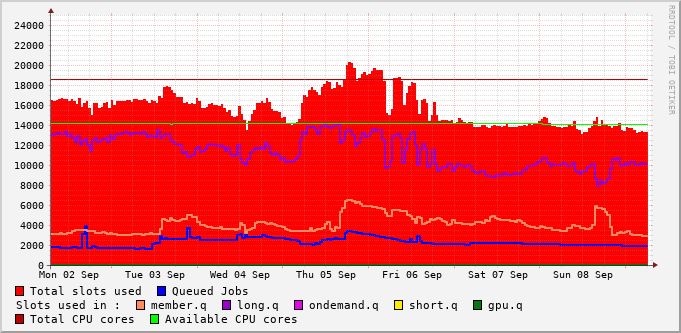 24000
22000
20000
18000
16000
14000
12000
10000
8000
6000
4000
2000
0
Mon 02 Sep Tue 03 Sep Wed 04 Sep Thu 05 Sep Fri 06 Sep Sat 07 Sep Sun 08 Sep
RRDTOOL / TOBI OETIKER
Total slots used Queued Jobs
Slots used in : member.q long.q ondemand.q short.q gpu.q
Total CPU cores Available CPU cores